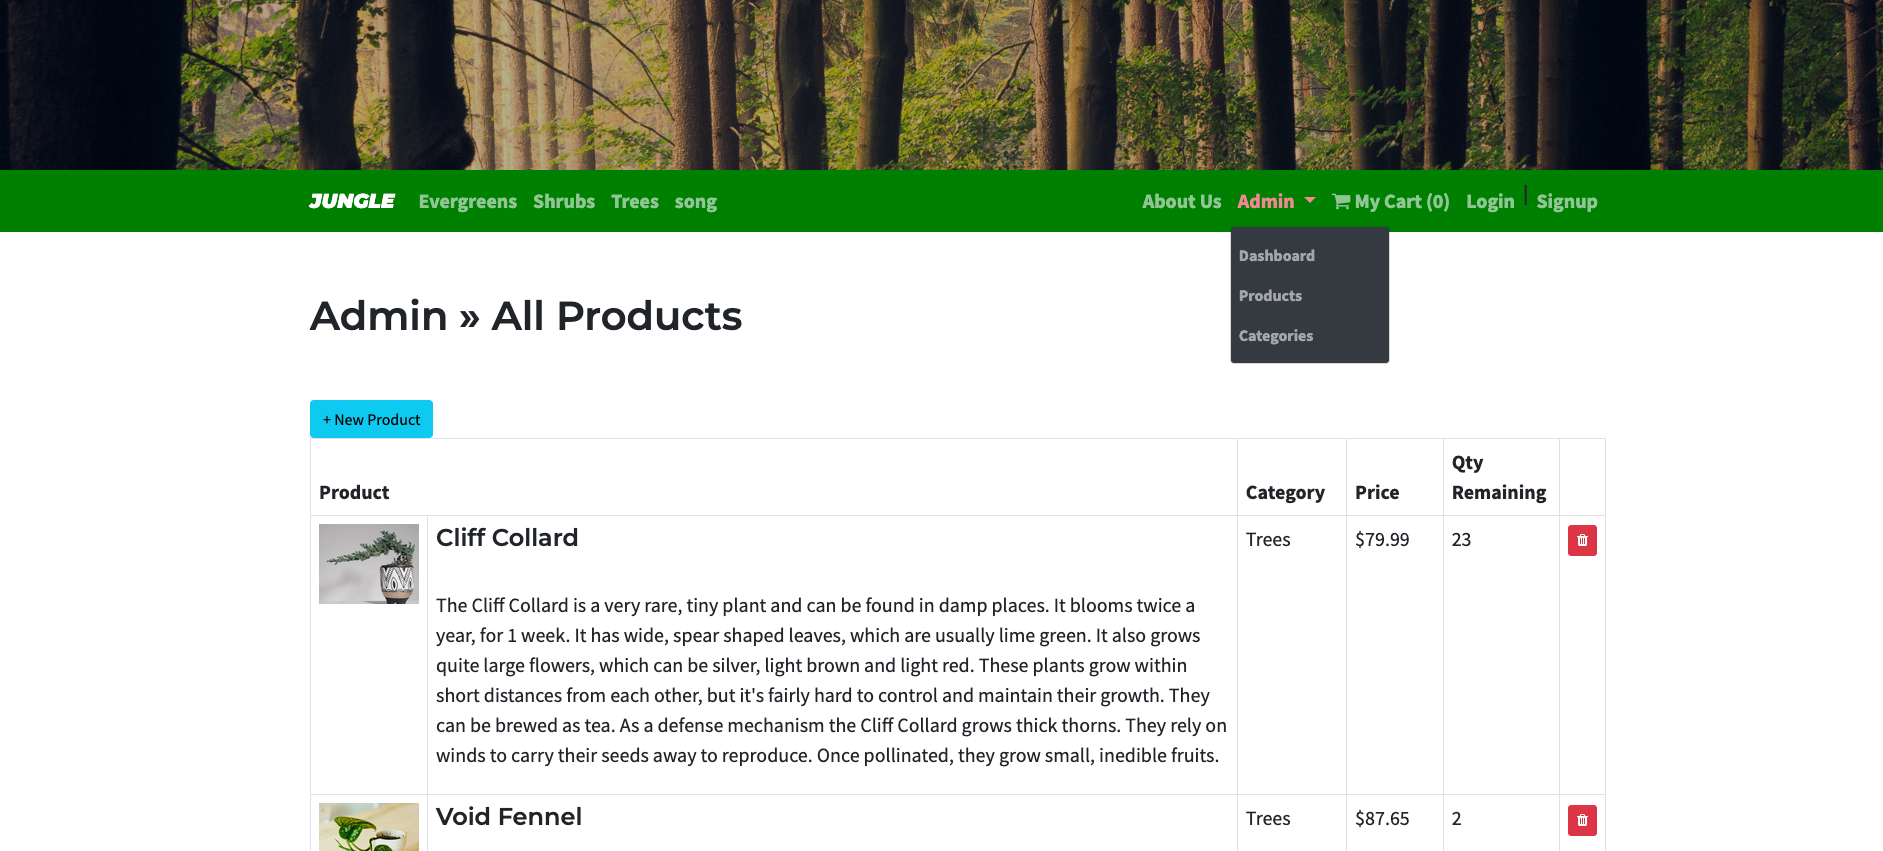 JUNGLE Evergreens Shrubs Trees song About Us Admin My Cart (0) Login | Signup
Dashboard
Products
Categories
Admin » All Products
+ New Product
Product Category Price Qty Remaining
Cliff Collard Trees $79.99 23
The Cliff Collard is a very rare, tiny plant and can be found in damp places. It blooms twice a
year, for 1 week. It has wide, spear shaped leaves, which are usually lime green. It also grows
quite large flowers, which can be silver, light brown and light red. These plants grow within
short distances from each other, but it's fairly hard to control and maintain their growth. They
can be brewed as tea. As a defense mechanism the Cliff Collard grows thick thorns. They rely on
winds to carry their seeds away to reproduce. Once pollinated, they grow small, inedible fruits.
Void Fennel Trees $87.65 2